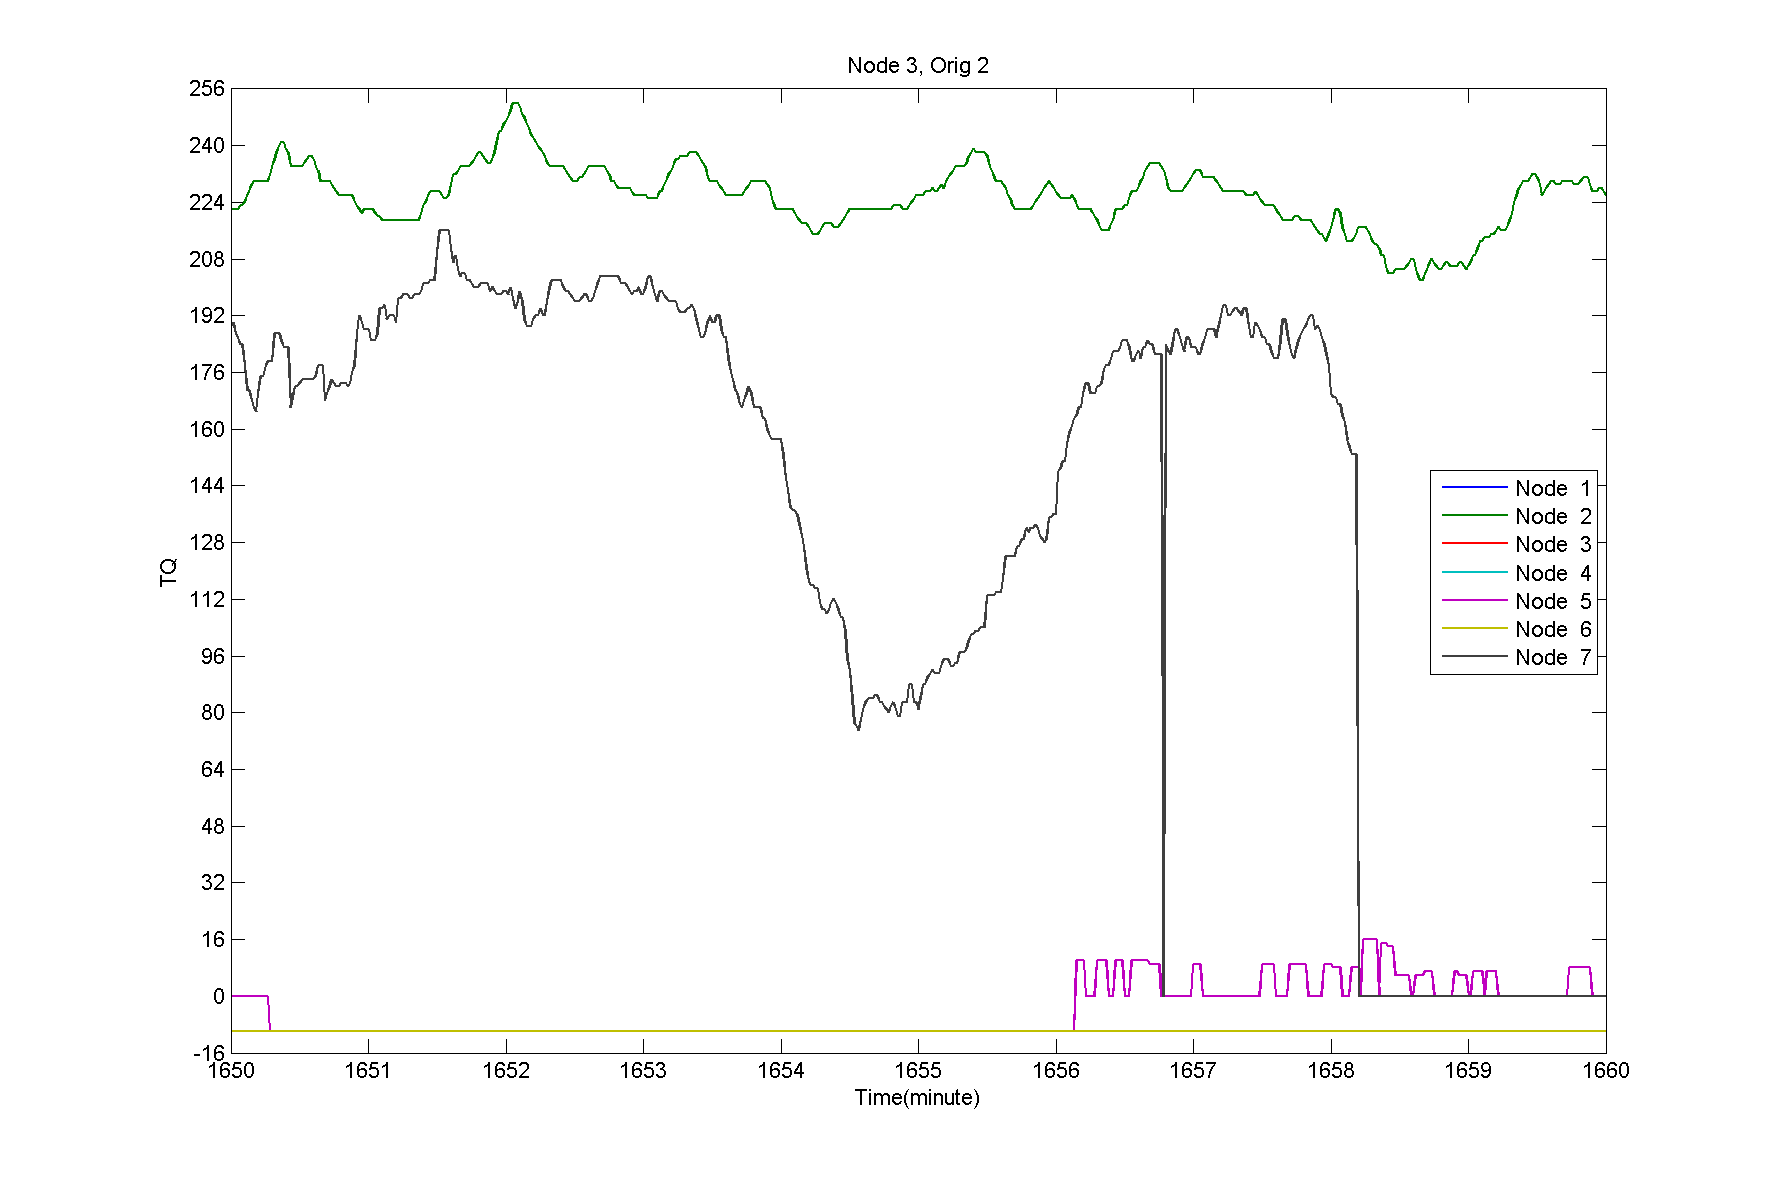 Node 3, Orig 2
256
240
224
208
192
176
160
144
128
112
96
80
64
48
32
16
0
-16
TQ
Node 1
Node 2
Node 3
Node 4
Node 5
Node 6
Node 7
1650 1651 1652 1653 1654 1655 1656 1657 1658 1659 1660
Time(minute)